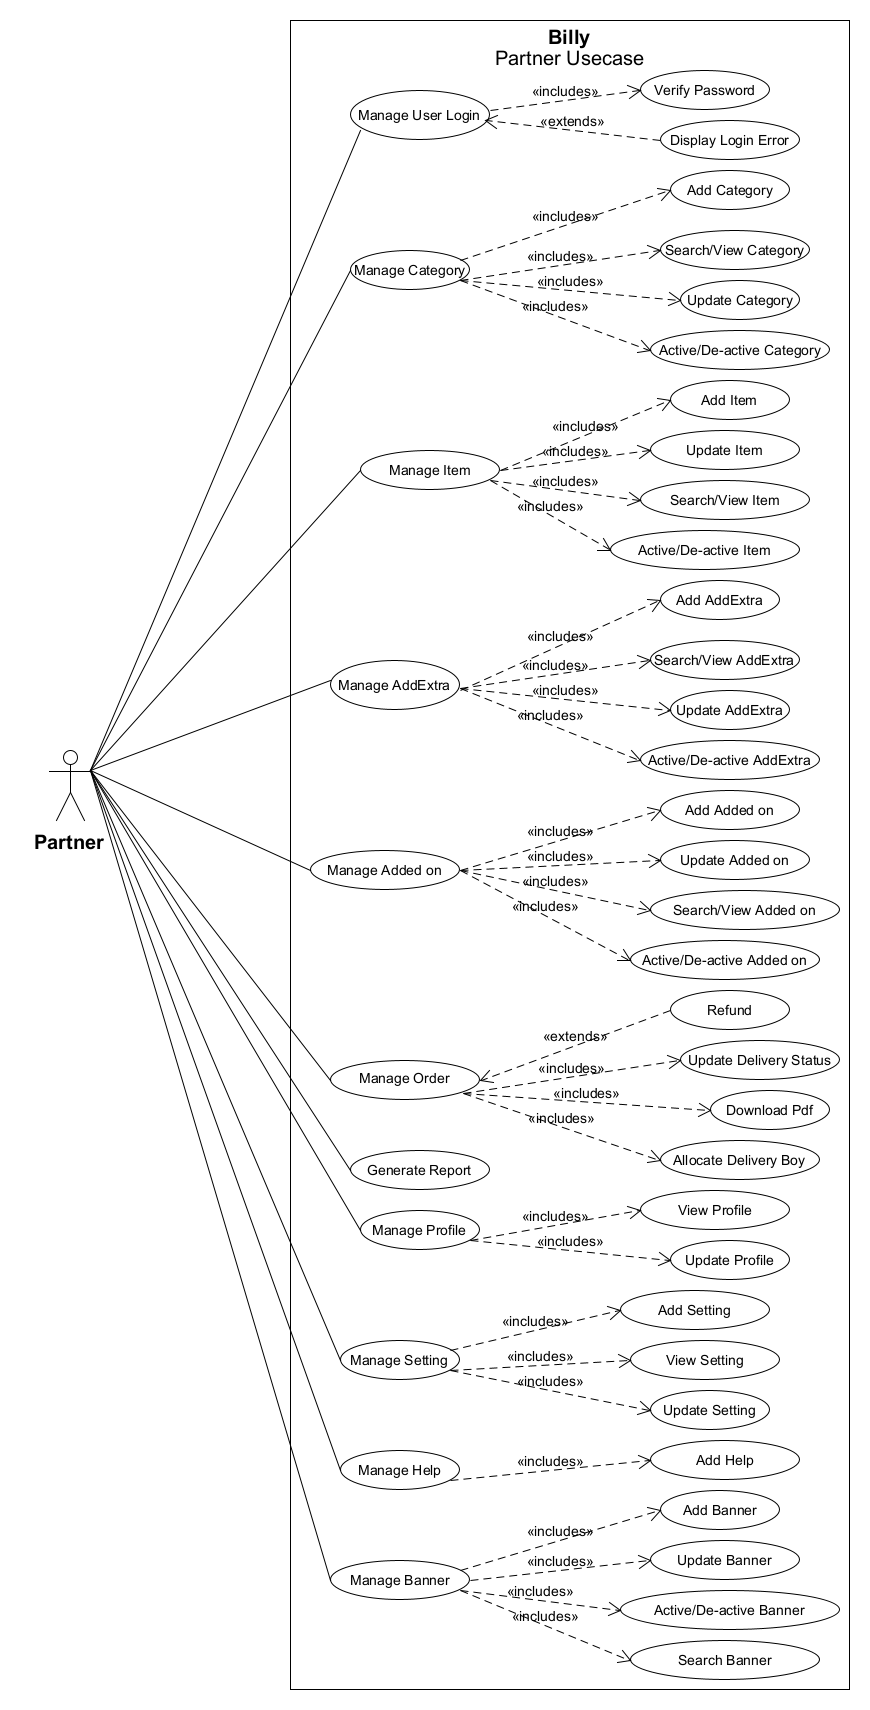 Billy
Partner Usecase
«includes»
Verify Password
Manage User Login
«extends»
Display Login Error
Add Category
«includes»
Search/View Category
«includes»
Manage Category
«includes»
Update Category
«includes»
Active/De-active Category
Add Item
«includes»
Update Item
«includes»
Manage Item
«includes»
Search/View Item
«includes»
Active/De-active Item
Add AddExtra
«includes»
Search/View AddExtra
«includes»
Manage AddExtra
«includes»
Update AddExtra
«includes»
Active/De-active AddExtra
Partner
Add Added on
«includes»
Update Added on
«includes»
Manage Added on
«includes»
Search/View Added on
«includes»
Active/De-active Added on
Refund
«extends»
Update Delivery Status
«includes»
Manage Order
«includes»
Download Pdf
«includes»
Allocate Delivery Boy
Generate Report
View Profile
«includes»
Manage Profile
«includes»
Update Profile
Add Setting
«includes»
Manage Setting
«includes»
View Setting
«includes»
Update Setting
Manage Help
«includes»
Add Help
Add Banner
«includes»
Update Banner
«includes»
Manage Banner
«includes»
Active/De-active Banner
«includes»
Search Banner